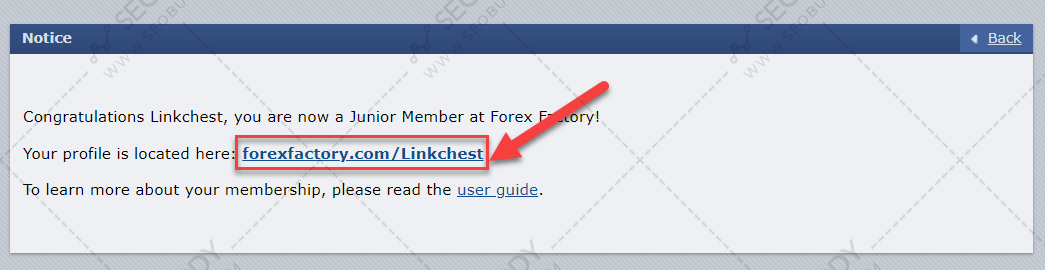 Notice
Back
Congratulations Linkchest, you are now a Junior Member at Forex Factory!
Your profile is located here: forexfactory.com/Linkchest
To learn more about your membership, please read the user guide.